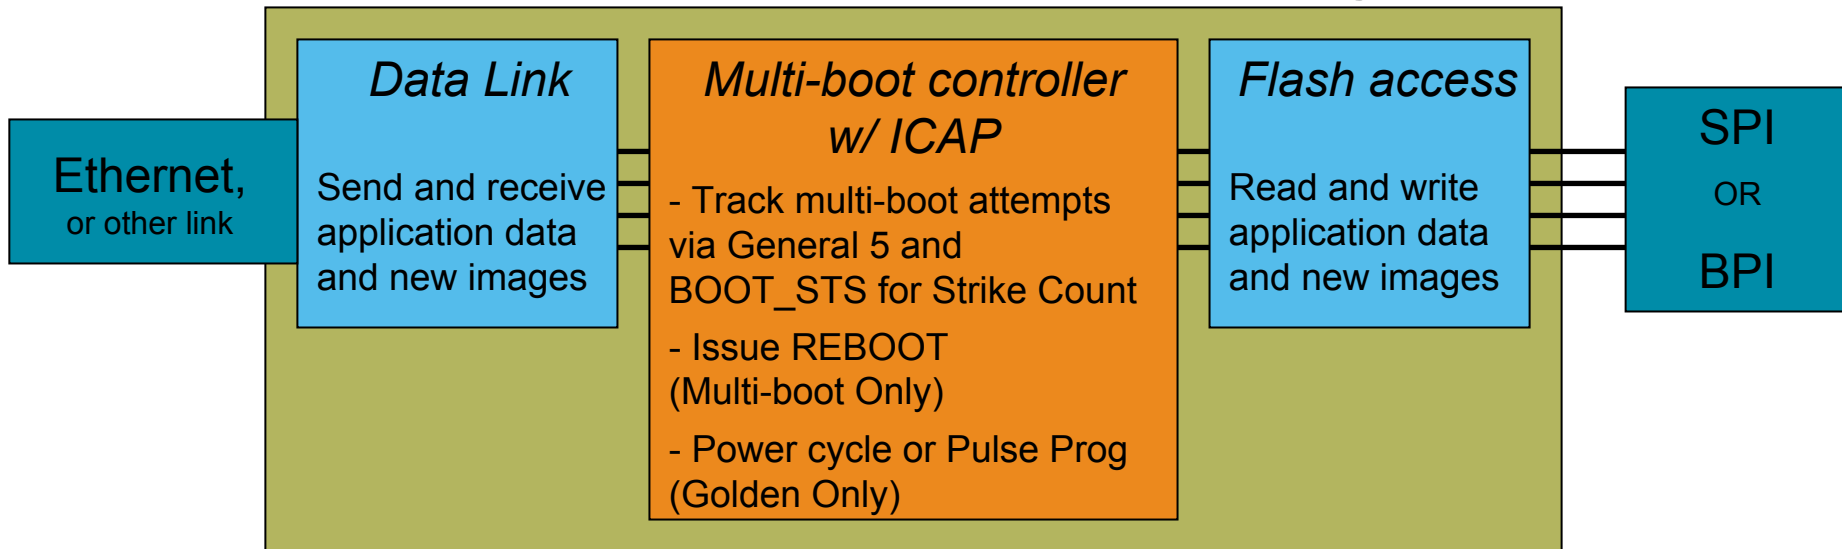 Ethernet,
or other link
Data Link
Send and receive
application data
and new images
Multi-boot controller
w/ ICAP
- Track multi-boot attempts
via General 5 and
BOOT_STS for Strike Count
- Issue REBOOT
(Multi-boot Only)
- Power cycle or Pulse Prog
(Golden Only)
Flash access
Read and write
application data
and new images
SPI
OR
BPI